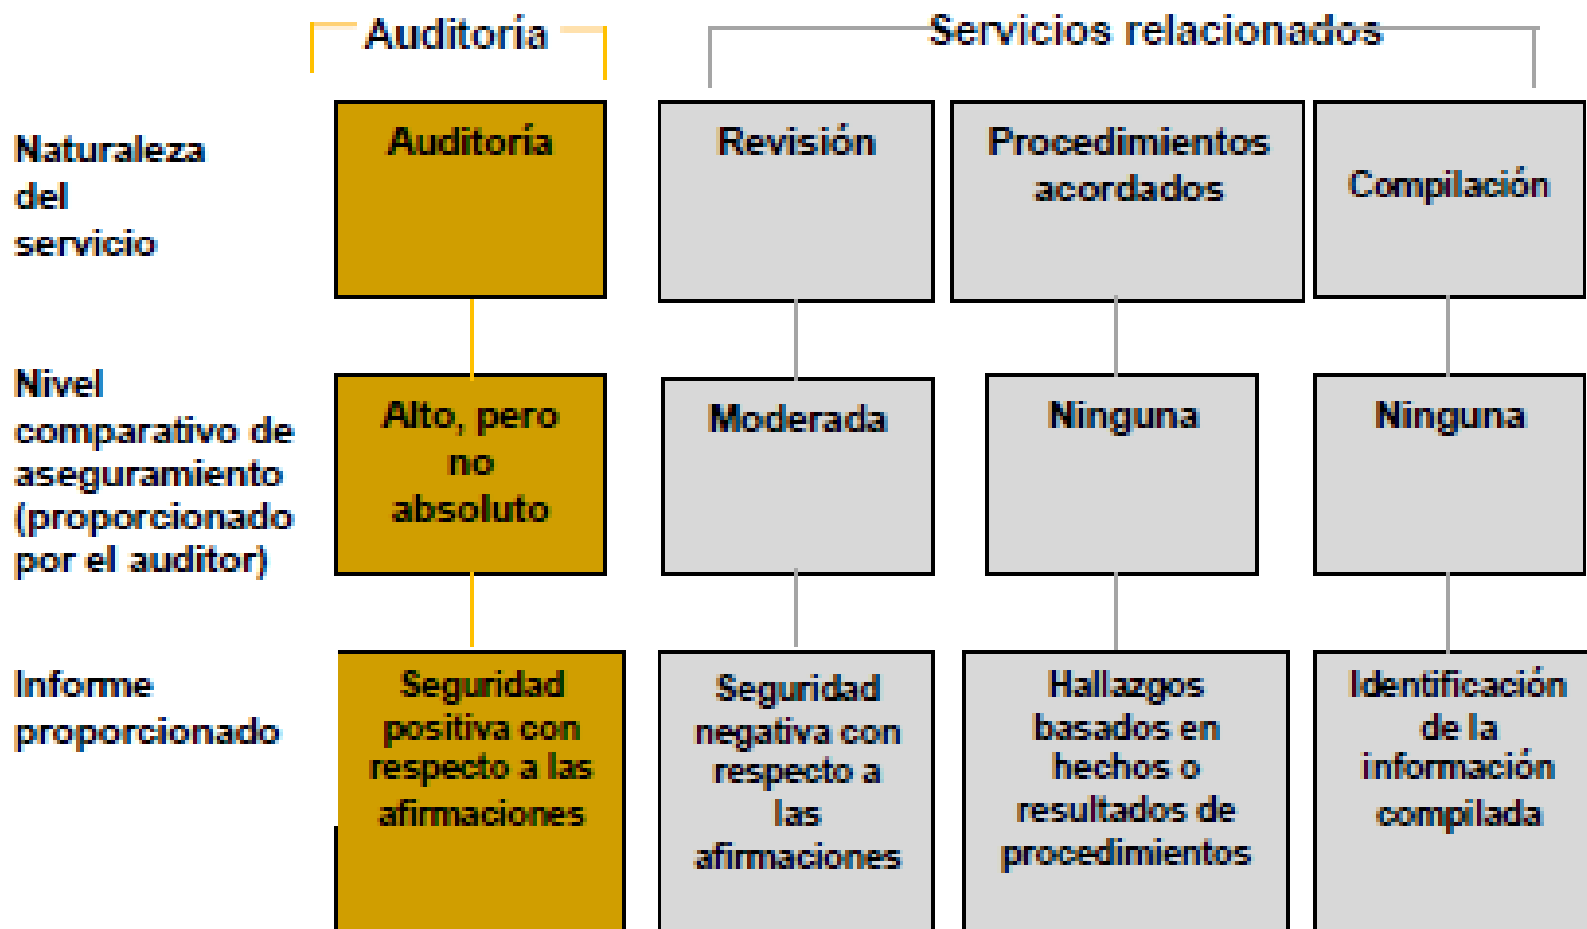 Auditoría
Servicios relacionados
Naturaleza
del
servicio
Auditoría
Revisión
Procedimientos
acordados
Compilación
Nivel
comparativo de
aseguramiento
(proporcionado
por el auditor)
Alto, pero
no
absoluto
Moderada
Ninguna
Ninguna
Informe
proporcionado
Seguridad
positiva con
respecto a las
afirmaciones
Seguridad
negativa con
respecto a
las
afirmaciones
Hallazgos
basados en
hechos o
resultados de
procedimientos
Identificación
de la
información
compilada